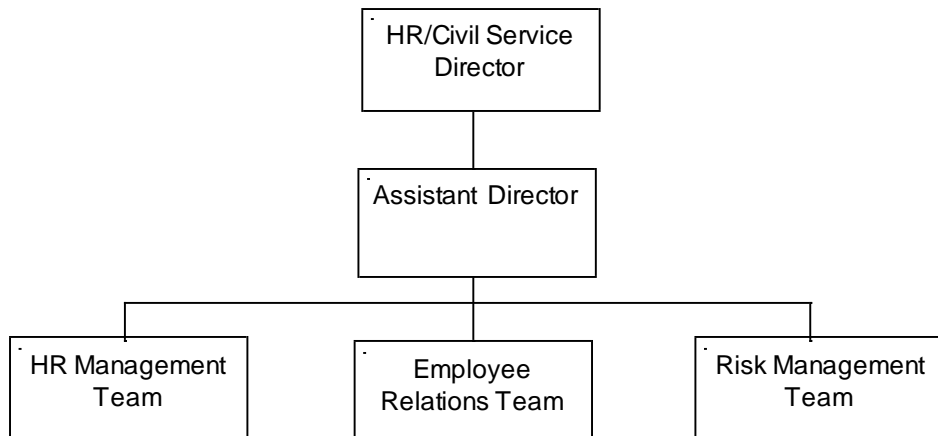 HR/Civil Service
Director
Assistant Director
HR Management
Team
Employee
Relations Team
Risk Management
Team